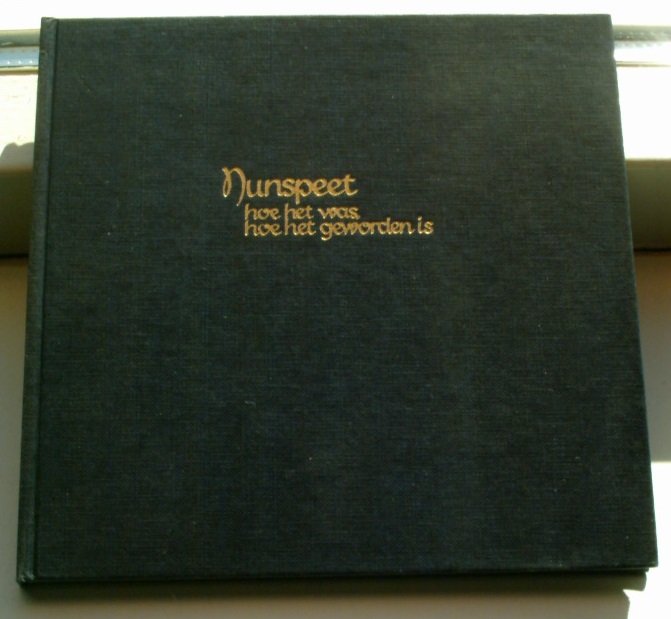 Nunspeet
hoe het was,
hoe het geworden is